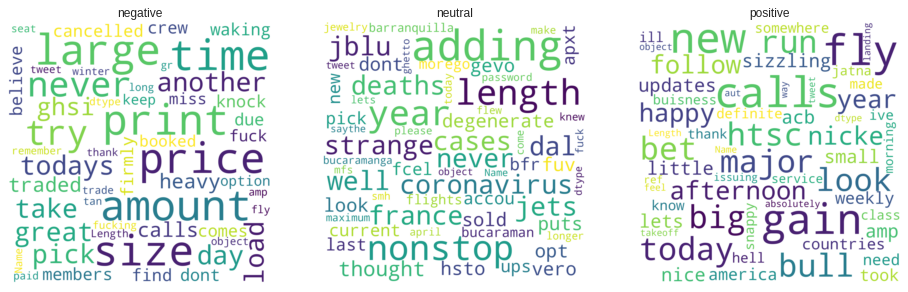 negative
neutral
positive
seat
cancelled
crew
waking
large
time
believe
tweet
winter
gr
never
long
another
ghsi
dtype
keep
miss
knock
try
print
due
remember
thank
booked
fuck
todays
firmly
price
traded
trade
heavy
option
tan
amp
take
amount
fly
great
fucking
Length
calls
comes
load
Name
pick
size
object
day
paid
members
find
dont
jewelry
barranquilla
make
jblu
ghetto
adding
apxt
tweet
dont
morego
new
deaths
today
gevo
password
length
lets
year
flew
knew
pick
please
degenerate
saythe
strange
cases
come
dal
fuck
bucaramanga
never
bfr
fuv
mfs
fcel
object
Name
dtype
well
coronavirus
look
smh
flights
accou
jets
maximum
france
sold
puts
current
april
bucaraman
longer
last
nonstop
opt
thought
hsto
ups
vero
ill
somewhere
object
new
run
fly
landing
follow
sizzling
jatna
updates
calls
made
aut
way
tweet
buisness
year
happy
definite
acb
dtype
ive
Length
thank
htsc
nicke
morning
bet
Name
major
small
little
look
ref
issuing
service
feel
afternoon
weekly
know
absolutely
lets
big
gain
class
takeoff
snappy
amp
today
countries
hell
bull
need
nice
america
took